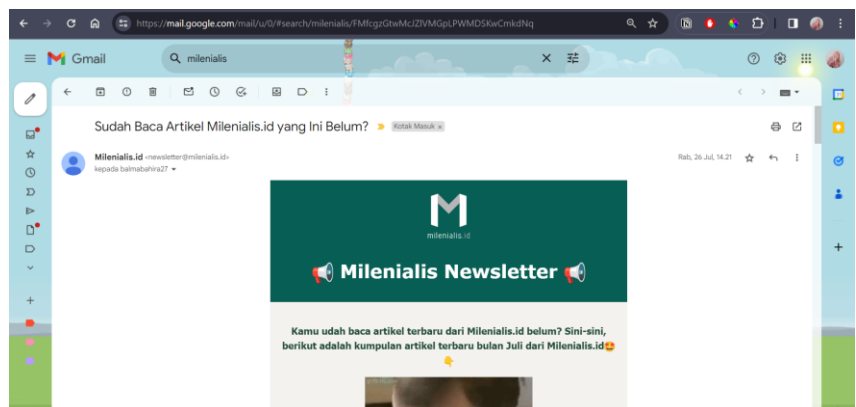 https://mail.google.com/mail/u/0/#search/milenialis/FMfcgzGtwMcJZlVMGpLPWMDSKwCmkdNq
Gmail
milenialis
Sudah Baca Artikel Milenialis.id yang Ini Belum?
Kotak Masuk x
Milenialis.id <newsletter@milenialis.id>
Rab, 26 Jul, 14.21
kepada balmabahira27
milenialis.id
📢 Milenialis Newsletter 📢
Kamu udah baca artikel terbaru dari Milenialis.id belum? Sini-sini,
berikut adalah kumpulan artikel terbaru bulan Juli dari Milenialis.id🤩
👇